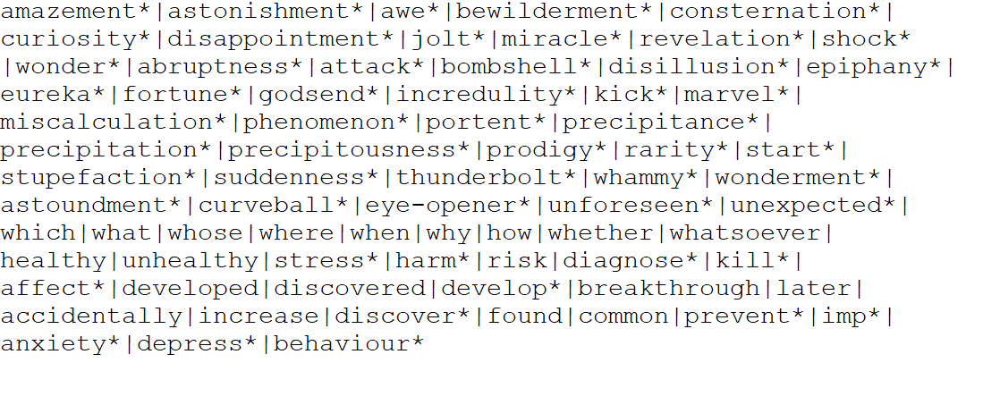 amazement*|astonishment*|awe*|bewilderment*|consternation*|
curiosity*|disappointment*|jolt*|miracle*|revelation*|shock*
|wonder*|abruptness*|attack*|bombshell*|disillusion*|epiphany*|
eureka*|fortune*|godsend*|incredulity*|kick*|marvel*|
miscalculation*|phenomenon*|portent*|precipitance*|
precipitation*|precipitousness*|prodigy*|rarity*|start*|
stupefaction*|suddenness*|thunderbolt*|whammy*|wonderment*|
astoundment*|curveball*|eye-opener*|unforeseen*|unexpected*|
which|what|whose|where|when|why|how|whether|whatsoever|
healthy|unhealthy|stress*|harm*|risk|diagnose*|kill*|
affect*|developed|discovered|develop*|breakthrough|later|
accidentally|increase|discover*|found|common|prevent*|imp*|
anxiety*|depress*|behaviour*